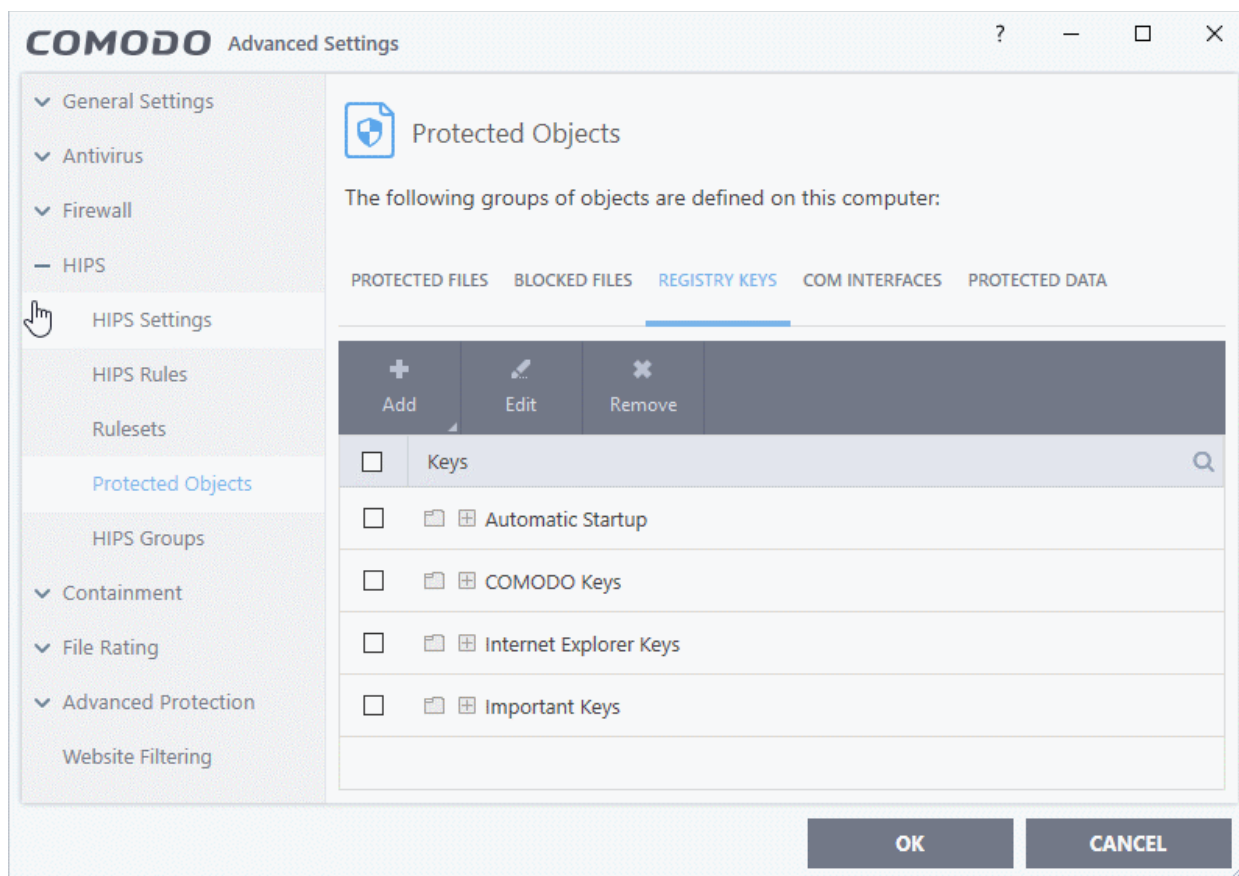 COMODO Advanced Settings ?
General Settings
Antivirus
Firewall
HIPS
HIPS Settings
HIPS Rules
Rulesets
Protected Objects
HIPS Groups
Containment
File Rating
Advanced Protection
Website Filtering
Protected Objects
The following groups of objects are defined on this computer:
PROTECTED FILES BLOCKED FILES REGISTRY KEYS COM INTERFACES PROTECTED DATA
Add Edit Remove
Keys
Automatic Startup
COMODO Keys
Internet Explorer Keys
Important Keys
OK CANCEL